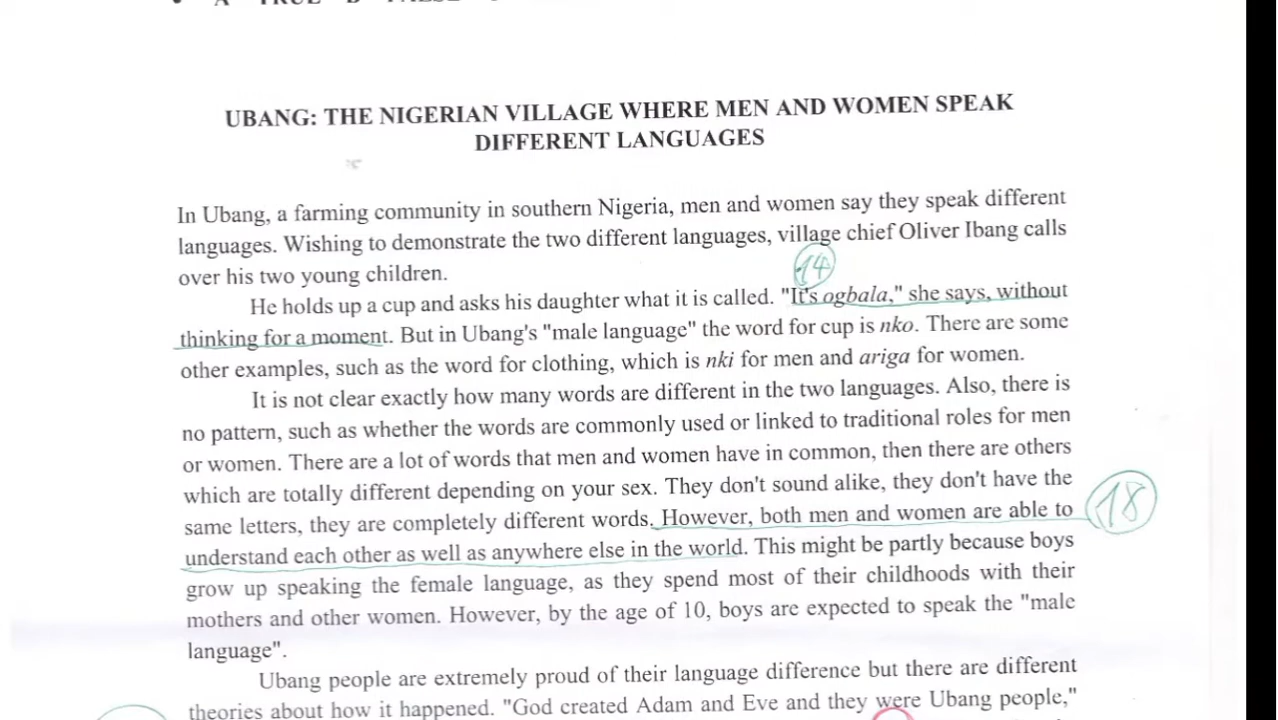 UBANG: THE NIGERIAN VILLAGE WHERE MEN AND WOMEN SPEAK
DIFFERENT LANGUAGES
In Ubang, a farming community in southern Nigeria, men and women say they speak different
languages. Wishing to demonstrate the two different languages, village chief Oliver Ibang calls
over his two young children.
14
He holds up a cup and asks his daughter what it is called. "It's ogbala," she says, without
thinking for a moment. But in Ubang's "male language" the word for cup is nko. There are some
other examples, such as the word for clothing, which is nki for men and ariga for women.
It is not clear exactly how many words are different in the two languages. Also, there is
no pattern, such as whether the words are commonly used or linked to traditional roles for men
or women. There are a lot of words that men and women have in common, then there are others
which are totally different depending on your sex. They don't sound alike, they don't have the
same letters, they are completely different words. However, both men and women are able to
18
understand each other as well as anywhere else in the world. This might be partly because boys
grow up speaking the female language, as they spend most of their childhoods with their
mothers and other women. However, by the age of 10, boys are expected to speak the "male
language".
Ubang people are extremely proud of their language difference but there are different
theories about how it happened. "God created Adam and Eve and they were Ubang people,"